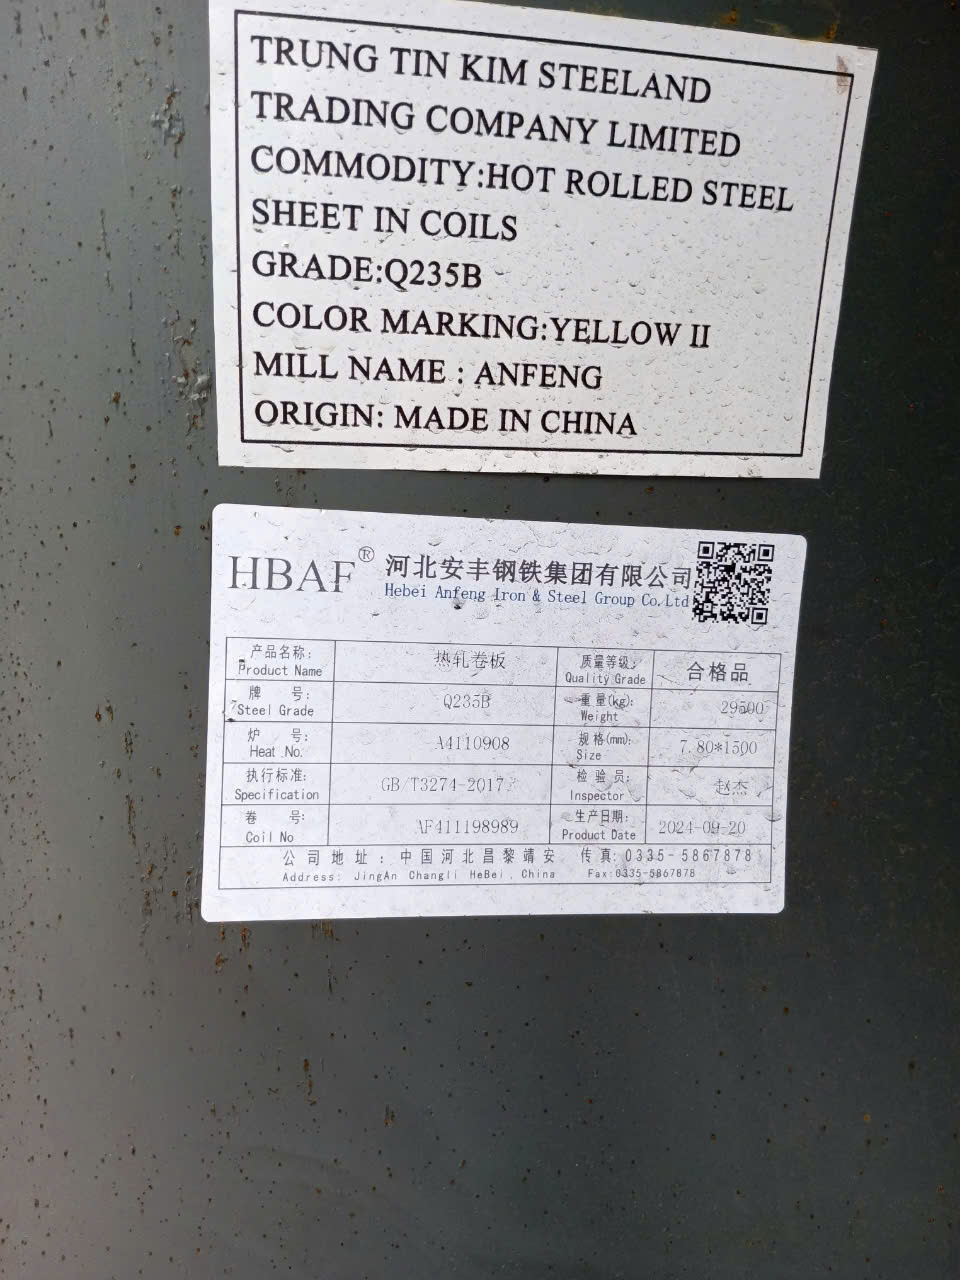 TRUNG TIN KIM STEELAND
TRADING COMPANY LIMITED
COMMODITY:HOT ROLLED STEEL
SHEET IN COILS
GRADE:Q235B
COLOR MARKING:YELLOW II
MILL NAME : ANFENG
ORIGIN: MADE IN CHINA
HBAF® 河北安丰钢铁集团有限公司
Hebei Anfeng Iron & Steel Group Co.Ltd
产品名称: 热轧卷板 质量等级: 合格品
Product Name Quality Grade
牌 号: Q235B 重量(kg): 29500
Steel Grade Weight
炉 号: A4110908 规格(mm): 7.80*1500
Heat No. Size
执行标准: GB/T3274-2017 检验员: 赵杰
Specification Inspector
卷 号: AF411198989 生产日期: 2024-09-20
Coil No Product Date
公司地址: 中国河北昌黎靖安 传真: 0335-5867878
Address: JingAn Changli HeBei, China Fax:0335-5867878